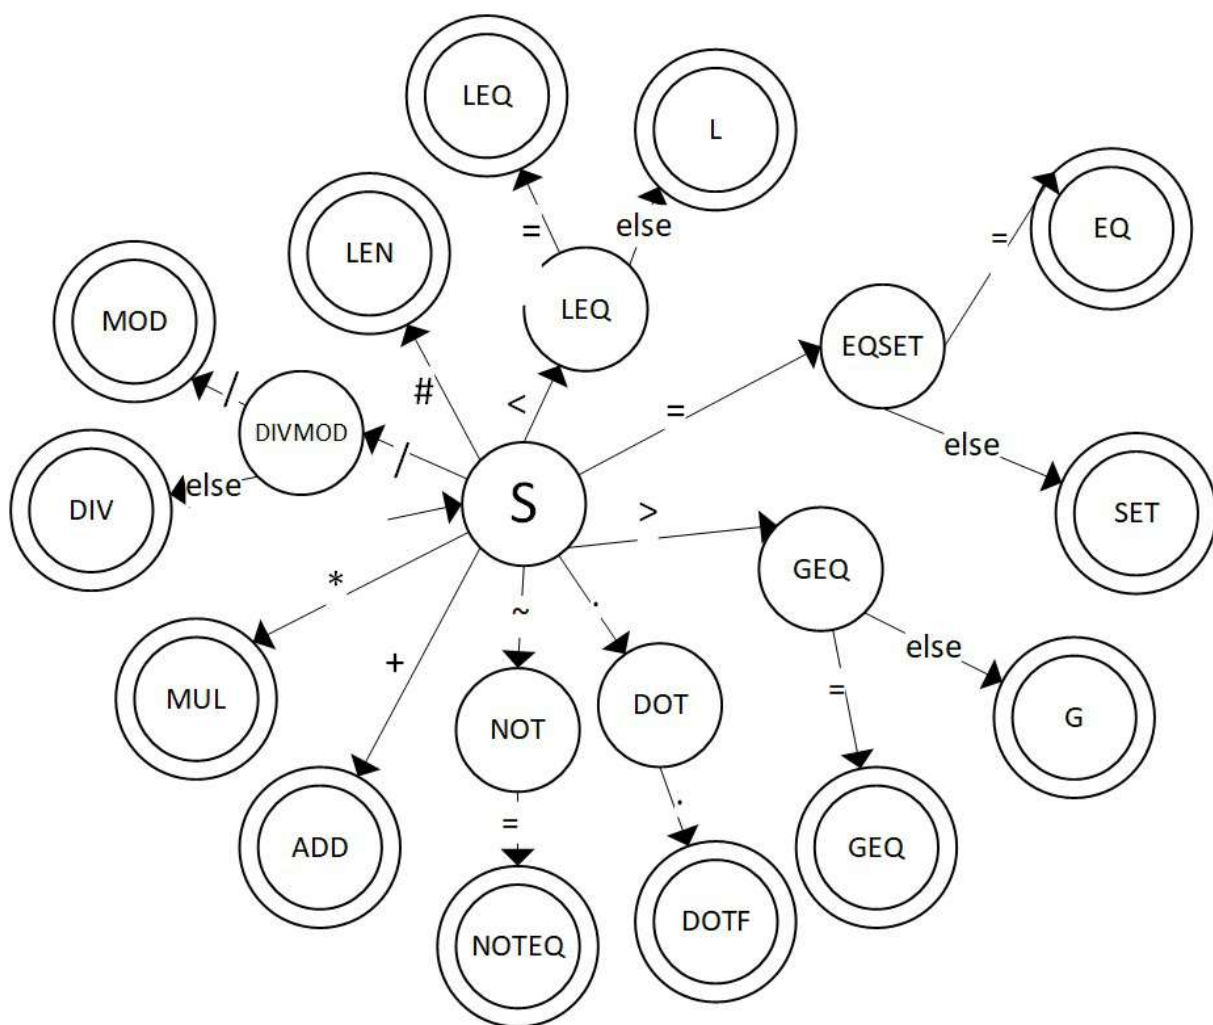 LEQ
L
=
else
LEN
LEQ
=
EQ
MOD
/
DIVMOD
#
<
EQSET
=
else
DIV
else
/
S
>
SET
*
GEQ
MUL
+
~
.
else
NOT
DOT
=
G
ADD
=
.
GEQ
NOTEQ
DOTF